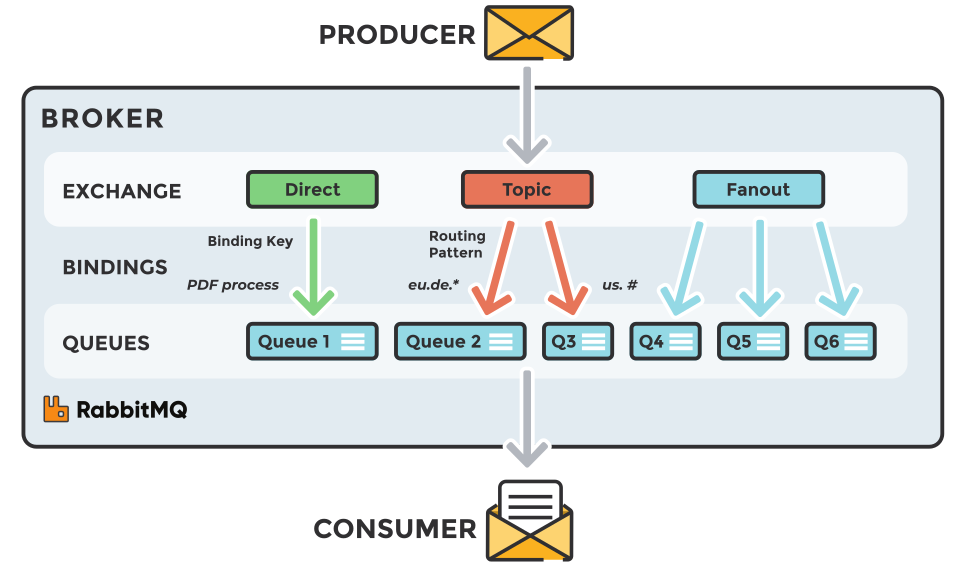 PRODUCER
BROKER
EXCHANGE
Direct
Topic
Fanout
Binding Key
Routing
Pattern
BINDINGS
PDF process
eu.de.*
us. #
QUEUES
Queue 1
Queue 2
Q3
Q4
Q5
Q6
RabbitMQ
CONSUMER